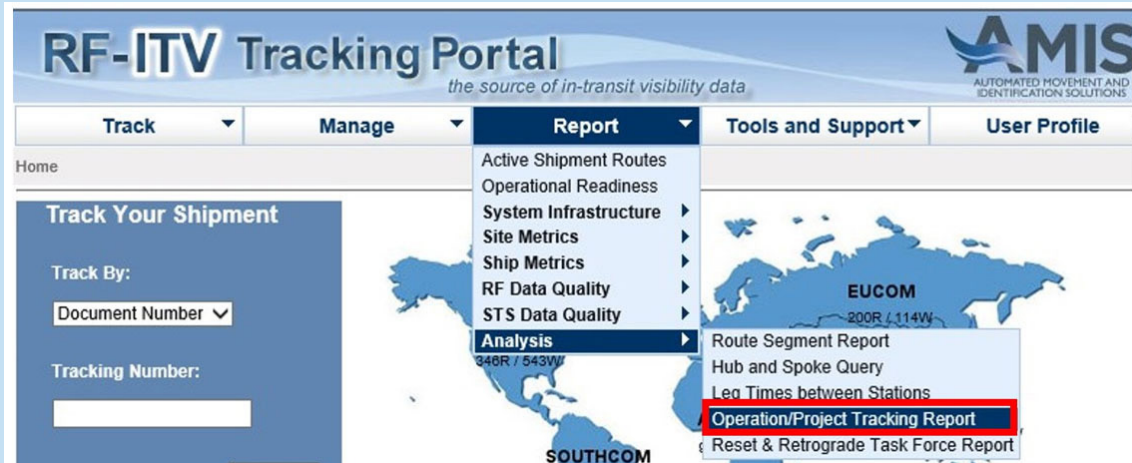 RF-ITV Tracking Portal
the source of in-transit visibility data
AMIS
AUTOMATED MOVEMENT AND
IDENTIFICATION SOLUTIONS
Track Manage Report Tools and Support User Profile
Home
Active Shipment Routes
Operational Readiness
System Infrastructure
Site Metrics
Ship Metrics
RF Data Quality
STS Data Quality
Analysis
Route Segment Report
Hub and Spoke Query
Leg Times between Stations
Operation/Project Tracking Report
Reset & Retrograde Task Force Report
Track Your Shipment
Track By:
Document Number
Tracking Number:
EUCOM
200R / 114W
346R / 543W
SOUTHCOM